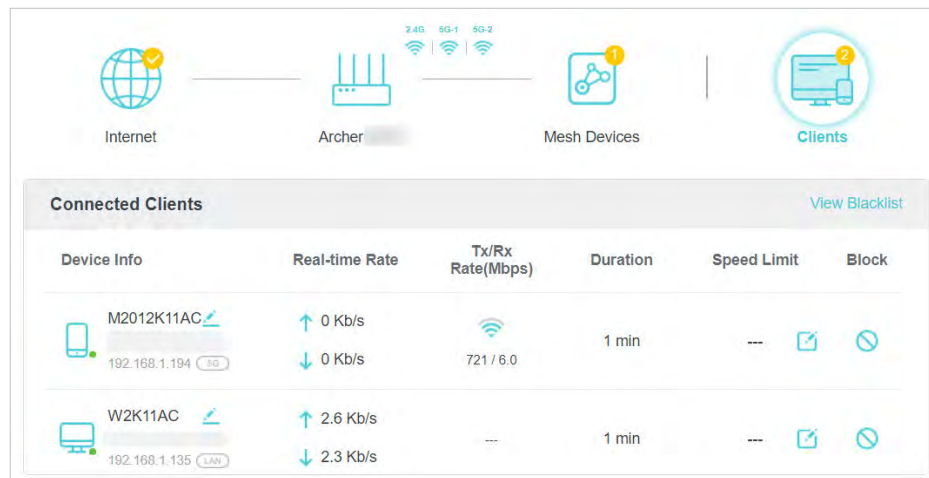 2.4G 5G-1 5G-2
1
2
Internet
Archer
Mesh Devices
Clients
Connected Clients
View Blacklist
Device Info
Real-time Rate
Tx/Rx
Rate(Mbps)
Duration
Speed Limit
Block
M2012K11AC
0 Kb/s
192.168.1.194 5G
0 Kb/s
721 / 6.0
1 min
---
W2K11AC
2.6 Kb/s
192.168.1.135 LAN
2.3 Kb/s
---
1 min
---